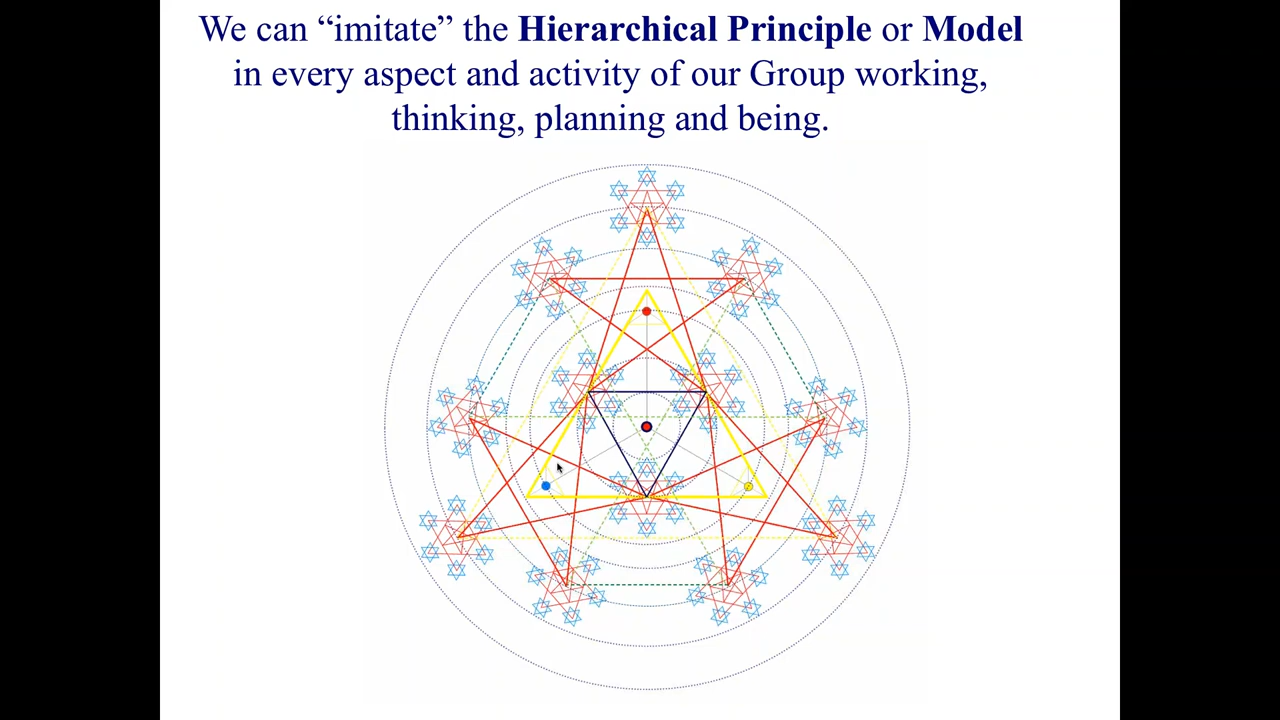 We can “imitate” the Hierarchical Principle or Model
in every aspect and activity of our Group working,
thinking, planning and being.